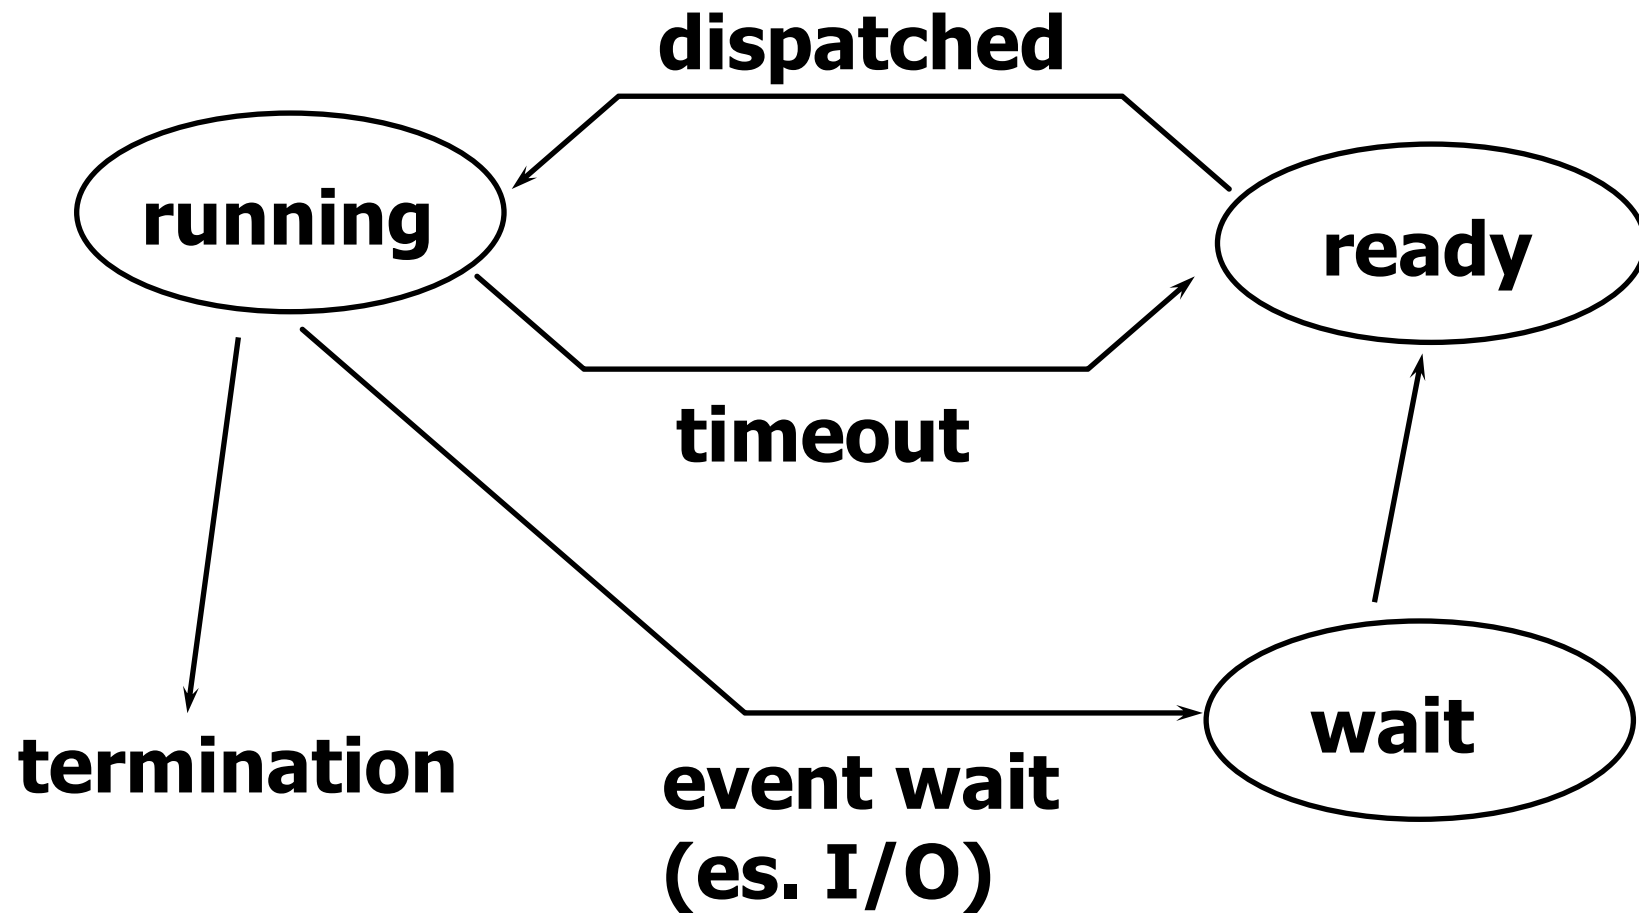 dispatched
running
ready
timeout
termination
event wait
(es. I/O)
wait